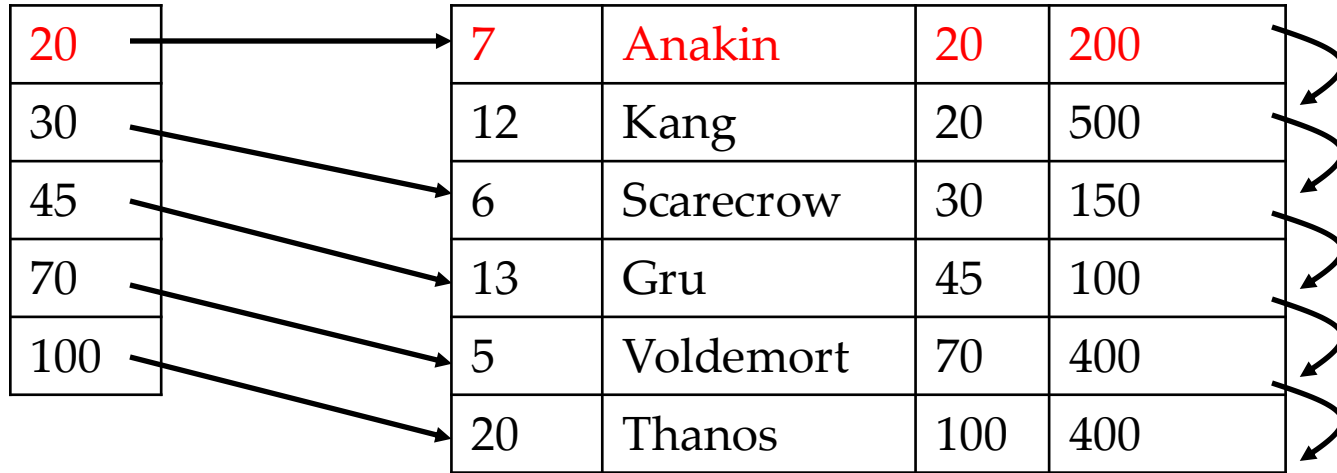 20 7 Anakin 20 200
30 12 Kang 20 500
45 6 Scarecrow 30 150
70 13 Gru 45 100
100 5 Voldemort 70 400
20 Thanos 100 400